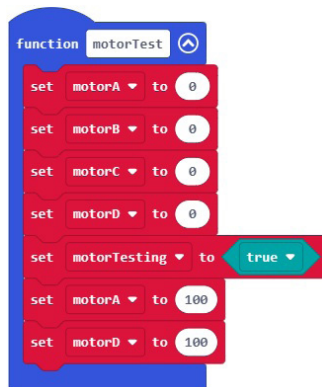 function motorTest
set motorA to 0
set motorB to 0
set motorC to 0
set motorD to 0
set motorTesting to true
set motorA to 100
set motorD to 100